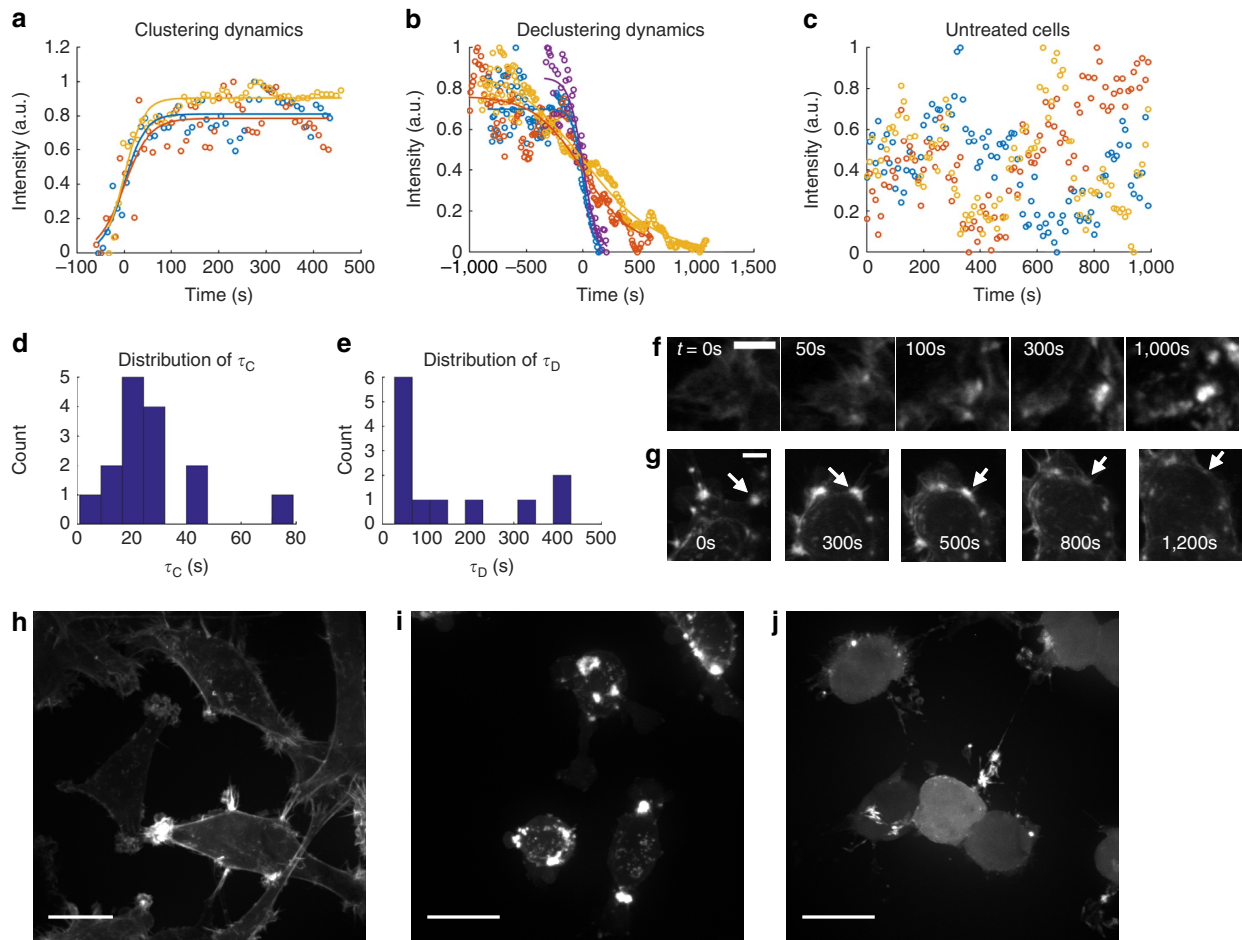 a
Clustering dynamics
1.2
1
0.8
0.6
0.4
0.2
0
Intensity (a.u.)
−100 0 100 200 300 400 500
Time (s)
b
Declustering dynamics
1
0.8
0.6
0.4
0.2
0
Intensity (a.u.)
−1,000 −500 0 500 1,000 1,500
Time (s)
c
Untreated cells
1
0.8
0.6
0.4
0.2
0
Intensity (a.u.)
0 200 400 600 800 1,000
Time (s)
d
Distribution of τC
5
4
3
2
1
0
Count
0 20 40 60 80
τC (s)
e
Distribution of τD
6
5
4
3
2
1
0
Count
0 100 200 300 400 500
τD (s)
f
t = 0s 50s 100s 300s 1,000s
g
0s 300s 500s 800s 1,200s
h
i
j